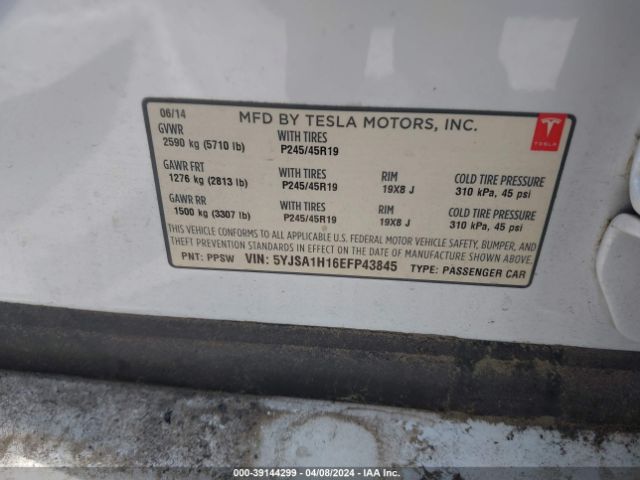 06/14 MFD BY TESLA MOTORS, INC.
GVWR WITH TIRES
2590 kg (5710 lb) P245/45R19
GAWR FRT WITH TIRES RIM COLD TIRE PRESSURE
1276 kg (2813 lb) P245/45R19 19X8 J 310 kPa, 45 psi
GAWR RR WITH TIRES RIM COLD TIRE PRESSURE
1500 kg (3307 lb) P245/45R19 19X8 J 310 kPa, 45 psi
THIS VEHICLE CONFORMS TO ALL APPLICABLE U.S. FEDERAL MOTOR VEHICLE SAFETY, BUMPER, AND
THEFT PREVENTION STANDARDS IN EFFECT ON THE DATE OF MANUFACTURE SHOWN ABOVE.
PNT: PPSW VIN: 5YJSA1H16EFP43845 TYPE: PASSENGER CAR
TESLA
000-39144299 - 04/08/2024 - IAA Inc.